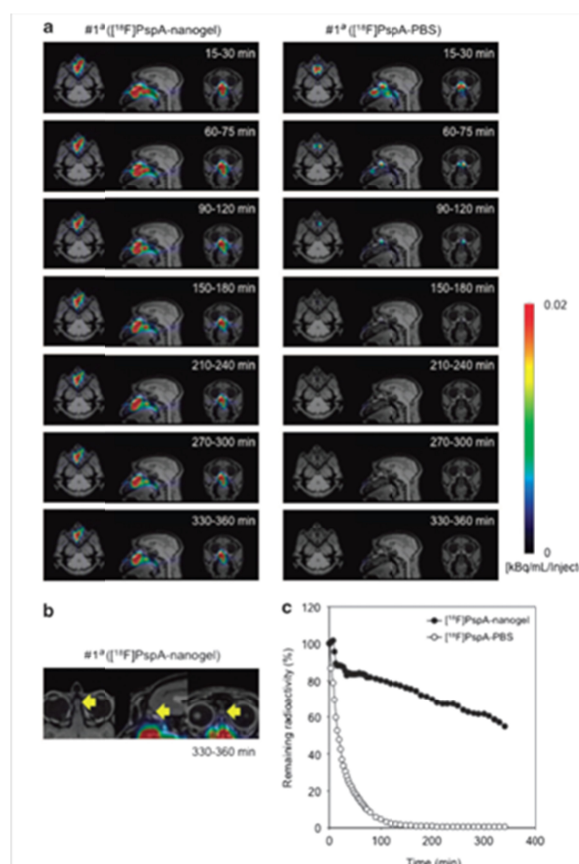 a
#1ª ([¹⁸F]PspA-nanogel)
#1ª ([¹⁸F]PspA-PBS)
15-30 min
15-30 min
60-75 min
60-75 min
90-120 min
90-120 min
150-180 min
150-180 min
210-240 min
210-240 min
270-300 min
270-300 min
330-360 min
330-360 min
0.02
0
[kBq/mL/Inject
b
#1ª ([¹⁸F]PspA-nanogel)
330-360 min
c
120
100
80
60
40
20
0
Remaining radioactivity (%)
[¹⁸F]PspA-nanogel
[¹⁸F]PspA-PBS
0
100
200
300
400
Time (min)